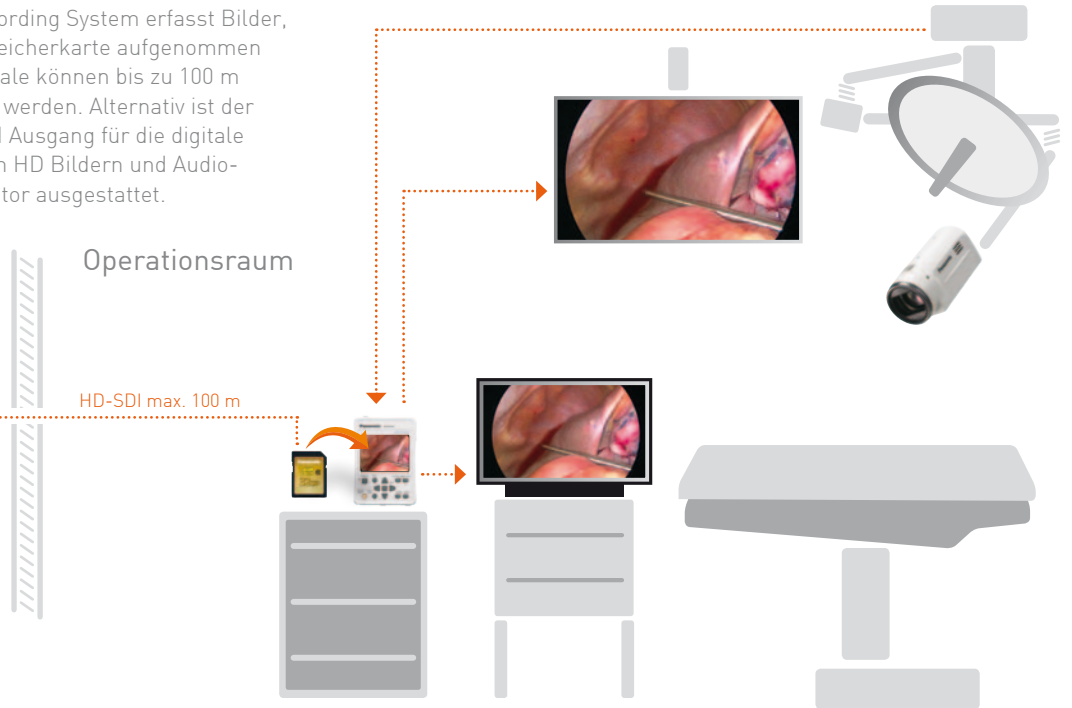 ording System erfasst Bilder,
eicherkarte aufgenommen
ale können bis zu 100 m
werden. Alternativ ist der
Ausgang für die digitale
n HD Bildern und Audio-
tor ausgestattet.
Operationsraum
HD-SDI max. 100 m
Panasonic